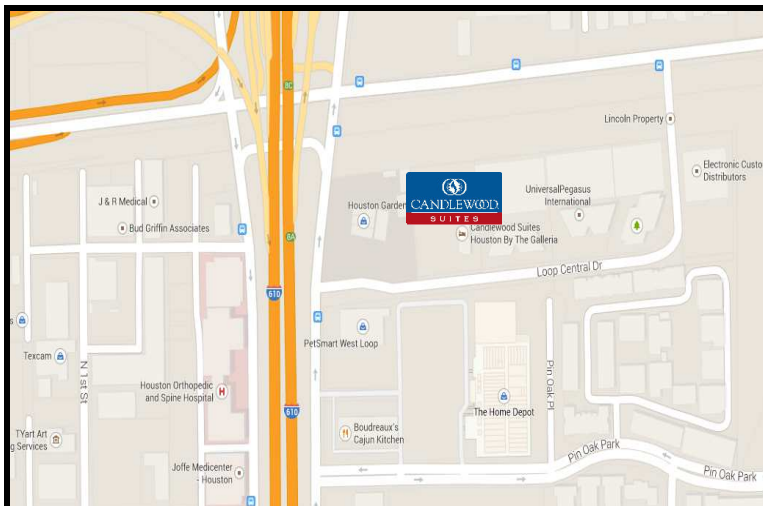 8C
Lincoln Property
Electronic Custo
Distributors
CANDLEWOOD
SUITES
UniversalPegasus
International
J & R Medical
Houston Garden
Bud Griffin Associates
Candlewood Suites
Houston By The Galleria
8A
Loop Central Dr
610
s
PetSmart West Loop
Texcam
N 1st St
Houston Orthopedic
and Spine Hospital
H
610
The Home Depot
Pin Oak Pl
Boudreaux's
Cajun Kitchen
TYart Art
g Services
Pin Oak Park
Joffe Medicenter
- Houston
Pin Oak Park